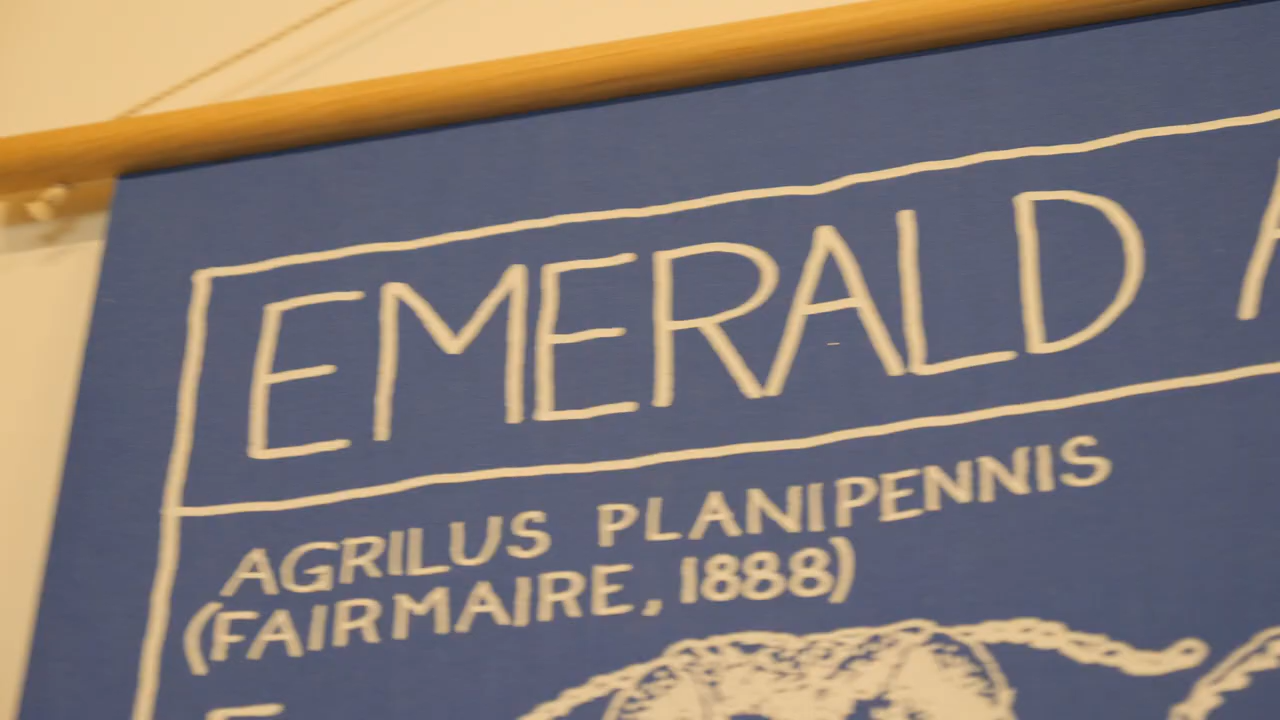 EMERALD A
AGRILUS PLANIPENNIS
(FAIRMAIRE, 1888)